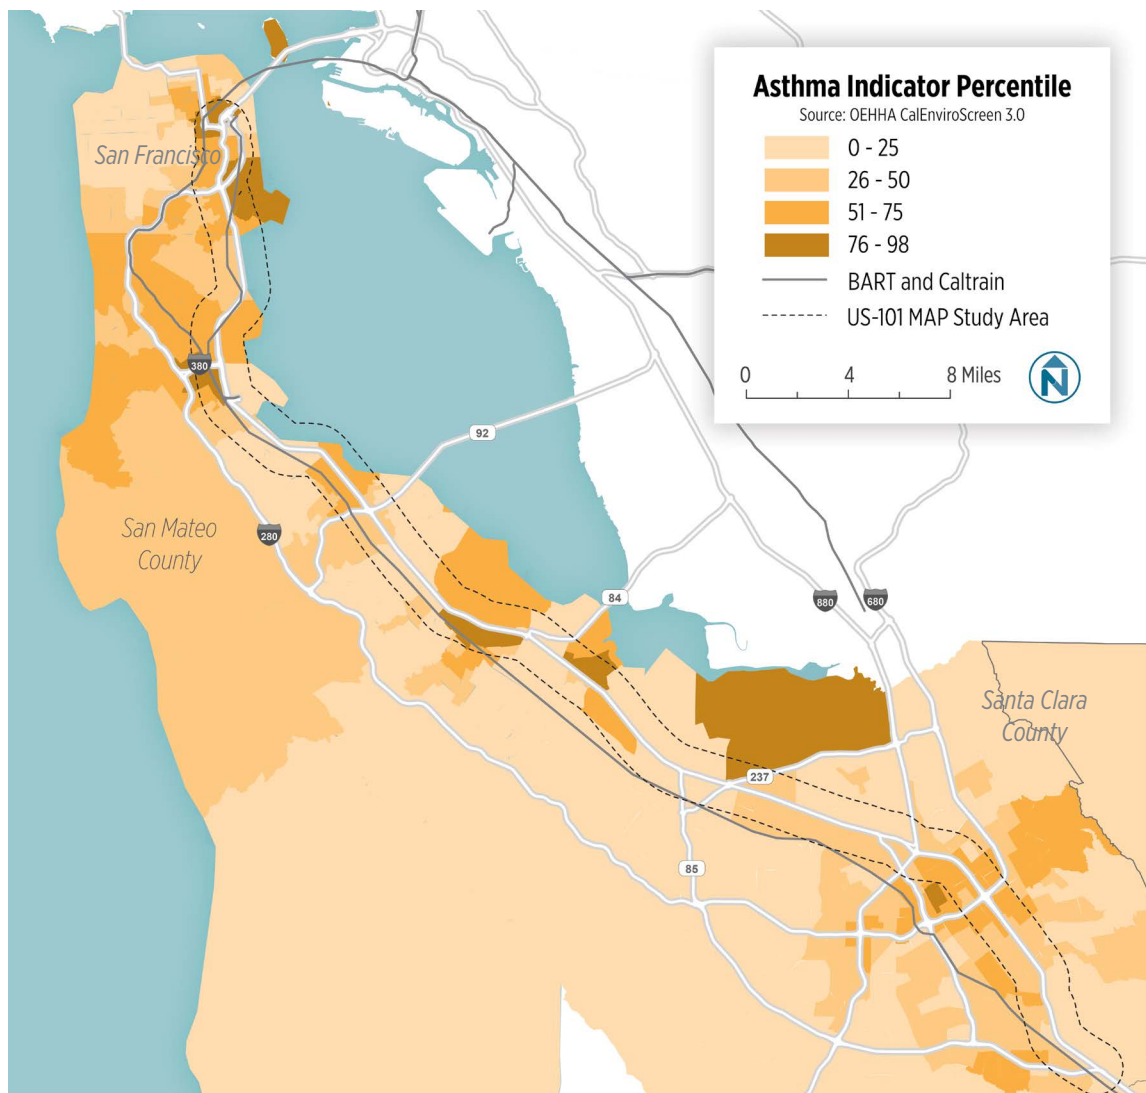 Asthma Indicator Percentile
Source: OEHHA CalEnviroScreen 3.0
0 - 25
26 - 50
51 - 75
76 - 98
BART and Caltrain
US-101 MAP Study Area
0 4 8 Miles
N
San Francisco
380
92
San Mateo
County
280
84
880
680
Santa Clara
County
237
85